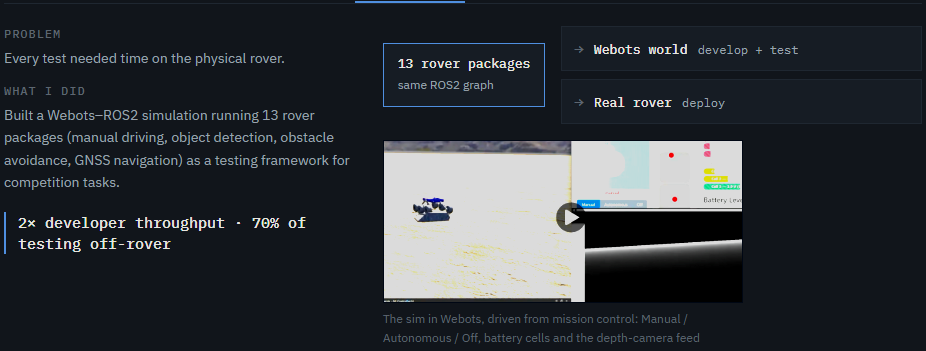 PROBLEM
Every test needed time on the physical rover.
WHAT I DID
Built a Webots–ROS2 simulation running 13 rover
packages (manual driving, object detection, obstacle
avoidance, GNSS navigation) as a testing framework for
competition tasks.
2× developer throughput · 70% of
testing off-rover
13 rover packages
same ROS2 graph
→ Webots world develop + test
→ Real rover deploy
Manual
Battery Leve
The sim in Webots, driven from mission control: Manual /
Autonomous / Off, battery cells and the depth-camera feed